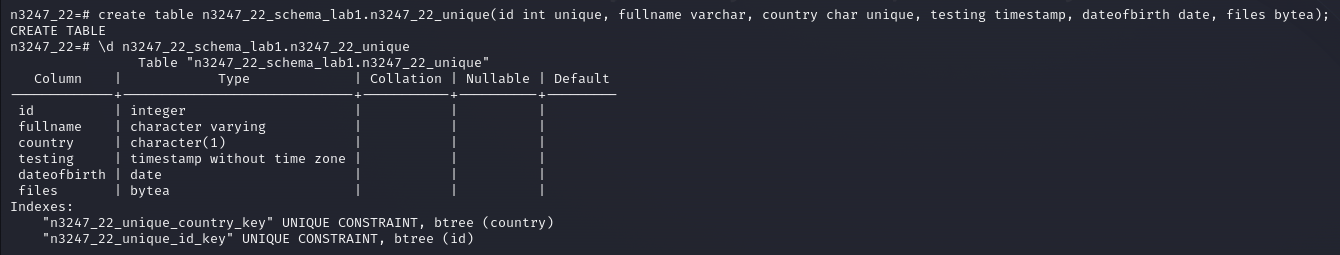 n3247_22=# create table n3247_22_schema_lab1.n3247_22_unique(id int unique, fullname varchar, country char unique, testing timestamp, dateofbirth date, files bytea);
CREATE TABLE
n3247_22=# \d n3247_22_schema_lab1.n3247_22_unique
Table "n3247_22_schema_lab1.n3247_22_unique"
Column | Type | Collation | Nullable | Default
id | integer | | |
fullname | character varying | | |
country | character(1) | | |
testing | timestamp without time zone | | |
dateofbirth | date | | |
files | bytea | | |
Indexes:
"n3247_22_unique_country_key" UNIQUE CONSTRAINT, btree (country)
"n3247_22_unique_id_key" UNIQUE CONSTRAINT, btree (id)